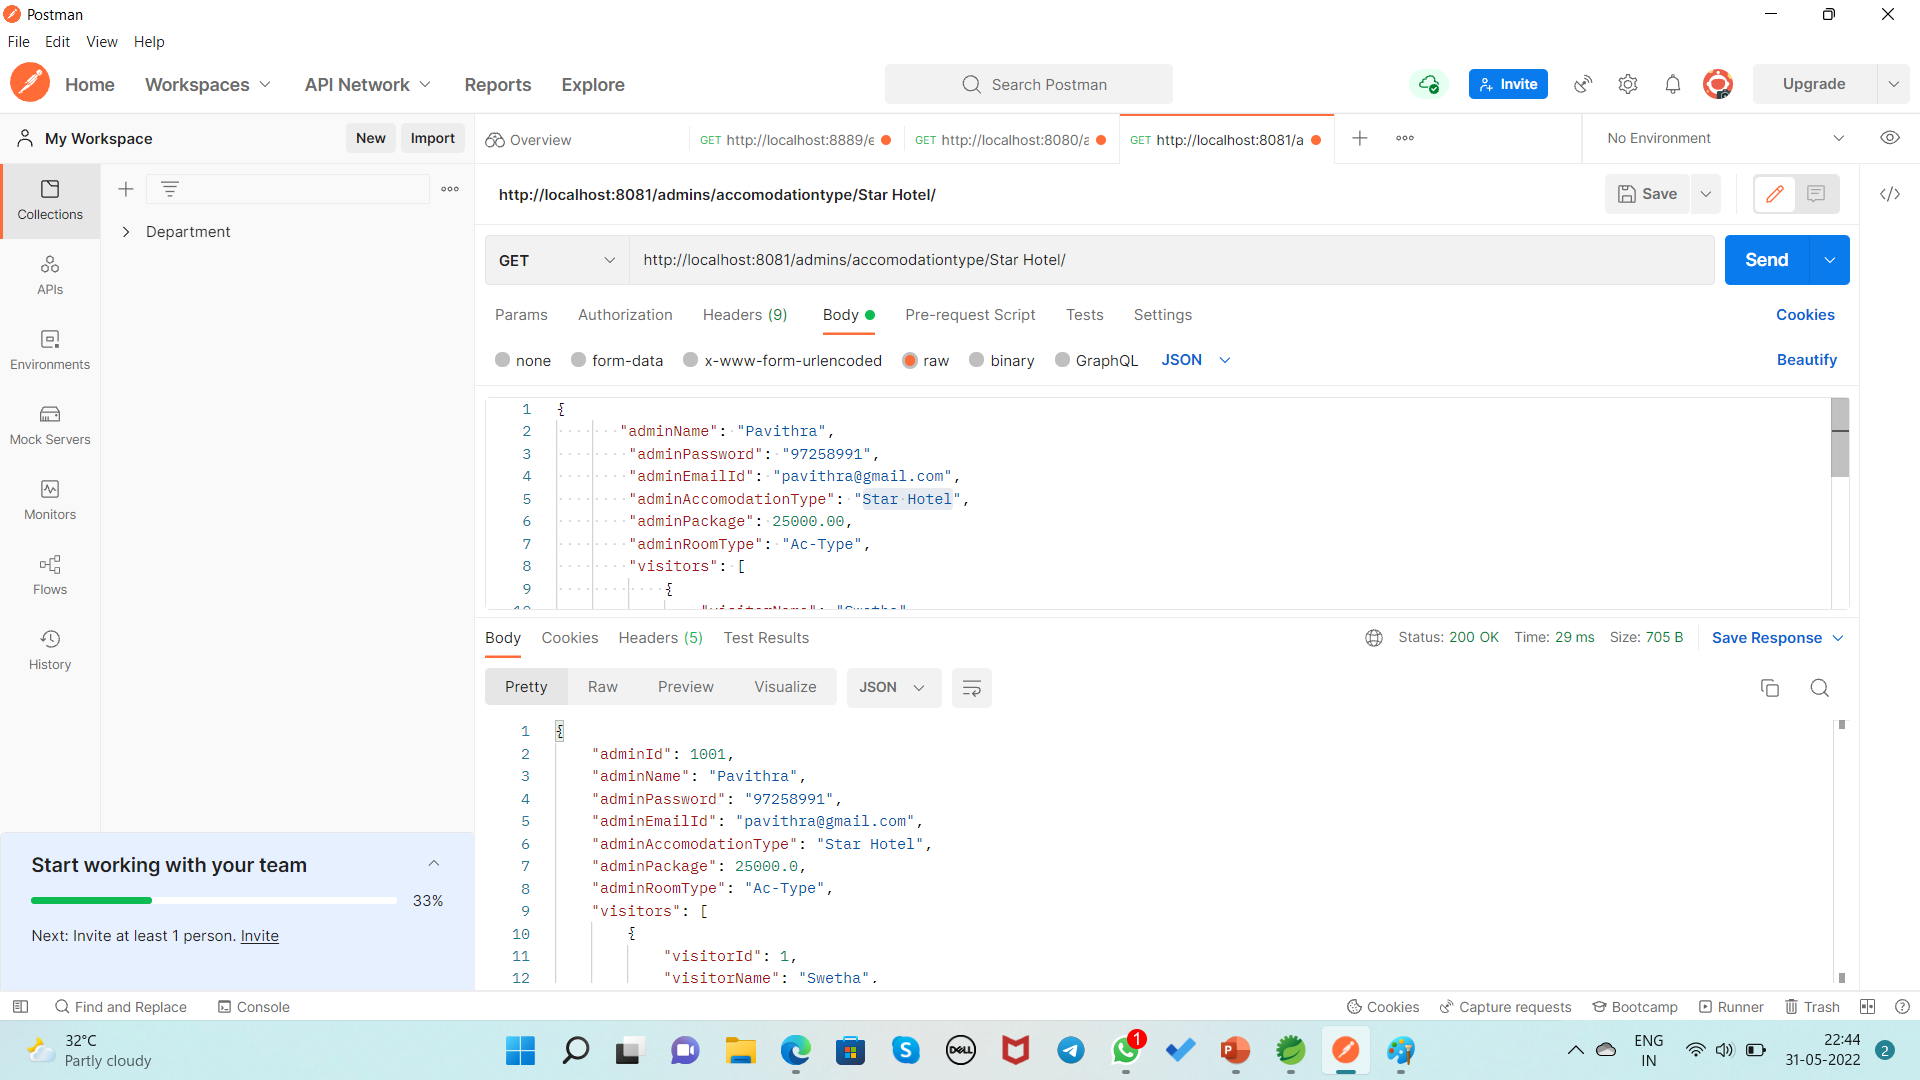 Postman
File Edit View Help
Home Workspaces API Network Reports Explore Search Postman Invite Upgrade
My Workspace New Import Overview GET http://localhost:8889/e GET http://localhost:8080/a GET http://localhost:8081/a No Environment
http://localhost:8081/admins/accomodationtype/Star Hotel/ Save
Collections
Department
APIs
Environments
Mock Servers
Monitors
Flows
History
GET http://localhost:8081/admins/accomodationtype/Star Hotel/ Send
Params Authorization Headers (9) Body Pre-request Script Tests Settings Cookies
none form-data x-www-form-urlencoded raw binary GraphQL JSON Beautify
1 {
2 "adminName": "Pavithra",
3 "adminPassword": "97258991",
4 "adminEmailId": "pavithra@gmail.com",
5 "adminAccomodationType": "Star Hotel",
6 "adminPackage": 25000.00,
7 "adminRoomType": "Ac-Type",
8 "visitors": [
9 {
10 "visitorName": "Swetha"
Body Cookies Headers (5) Test Results Status: 200 OK Time: 29 ms Size: 705 B Save Response
Pretty Raw Preview Visualize JSON
1 {
2 "adminId": 1001,
3 "adminName": "Pavithra",
4 "adminPassword": "97258991",
5 "adminEmailId": "pavithra@gmail.com",
6 "adminAccomodationType": "Star Hotel",
7 "adminPackage": 25000.0,
8 "adminRoomType": "Ac-Type",
9 "visitors": [
10 {
11 "visitorId": 1,
12 "visitorName": "Swetha",
Start working with your team
33%
Next: Invite at least 1 person. Invite
Find and Replace Console Cookies Capture requests Bootcamp Runner Trash
32°C
Partly cloudy
DELL
1
ENG
IN
22:44
31-05-2022
2